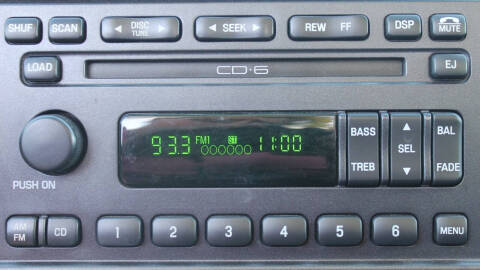 SHUF SCAN DISC TUNE SEEK REW FF DSP MUTE
LOAD CD·6 EJ
93.3 FM1 ST 11:00
BASS SEL BAL
TREB FADE
PUSH ON
AM FM CD 1 2 3 4 5 6 MENU